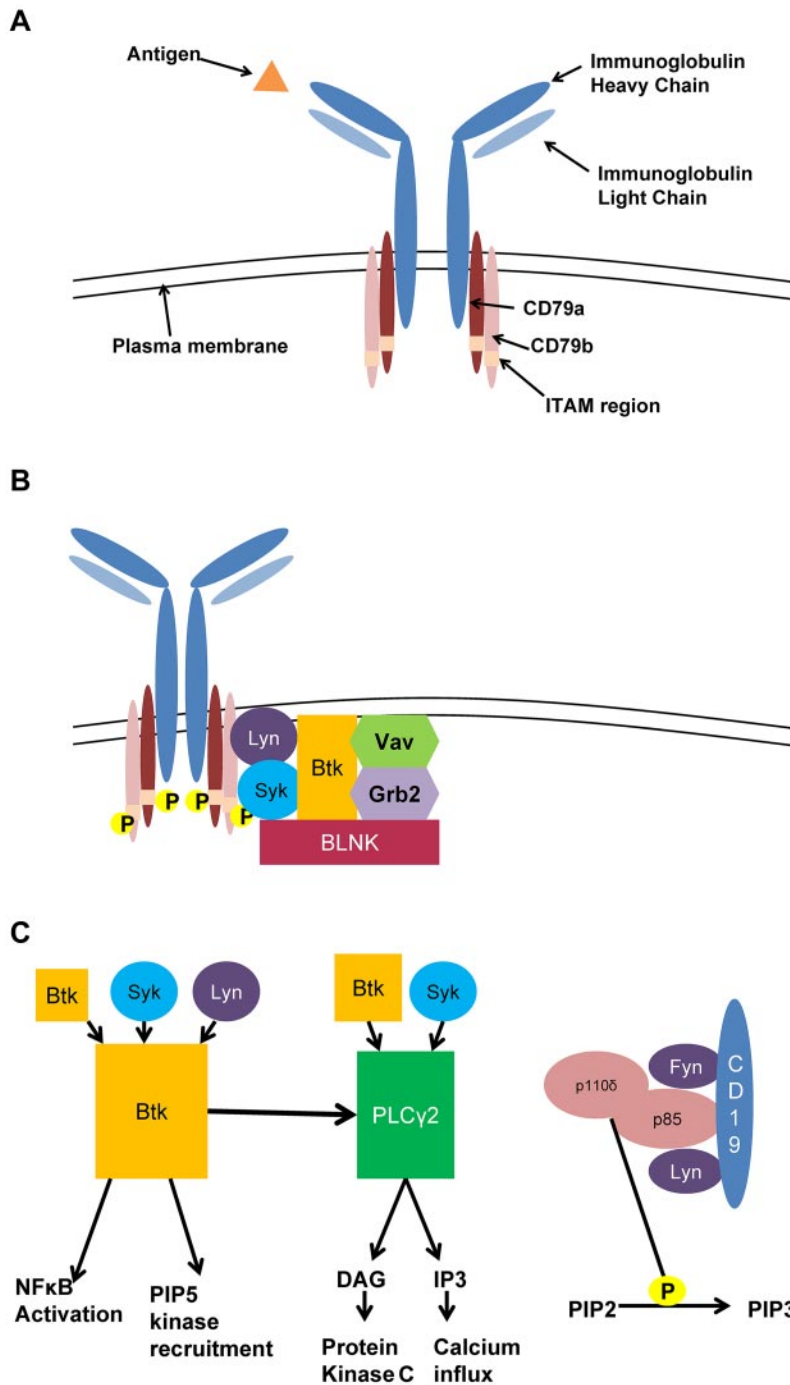 A
Antigen
Immunoglobulin
Heavy Chain
Immunoglobulin
Light Chain
CD79a
Plasma membrane
CD79b
ITAM region
B
Lyn
Btk
Vav
Syk
Grb2
P
P
P
P
BLNK
C
Btk
Syk
Lyn
Btk
Syk
Btk
PLCγ2
p110δ
Fyn
p85
Lyn
CD19
NFκB
Activation
PIP5
kinase
recruitment
DAG
IP3
Protein
Kinase C
Calcium
influx
P
PIP2
PIP3